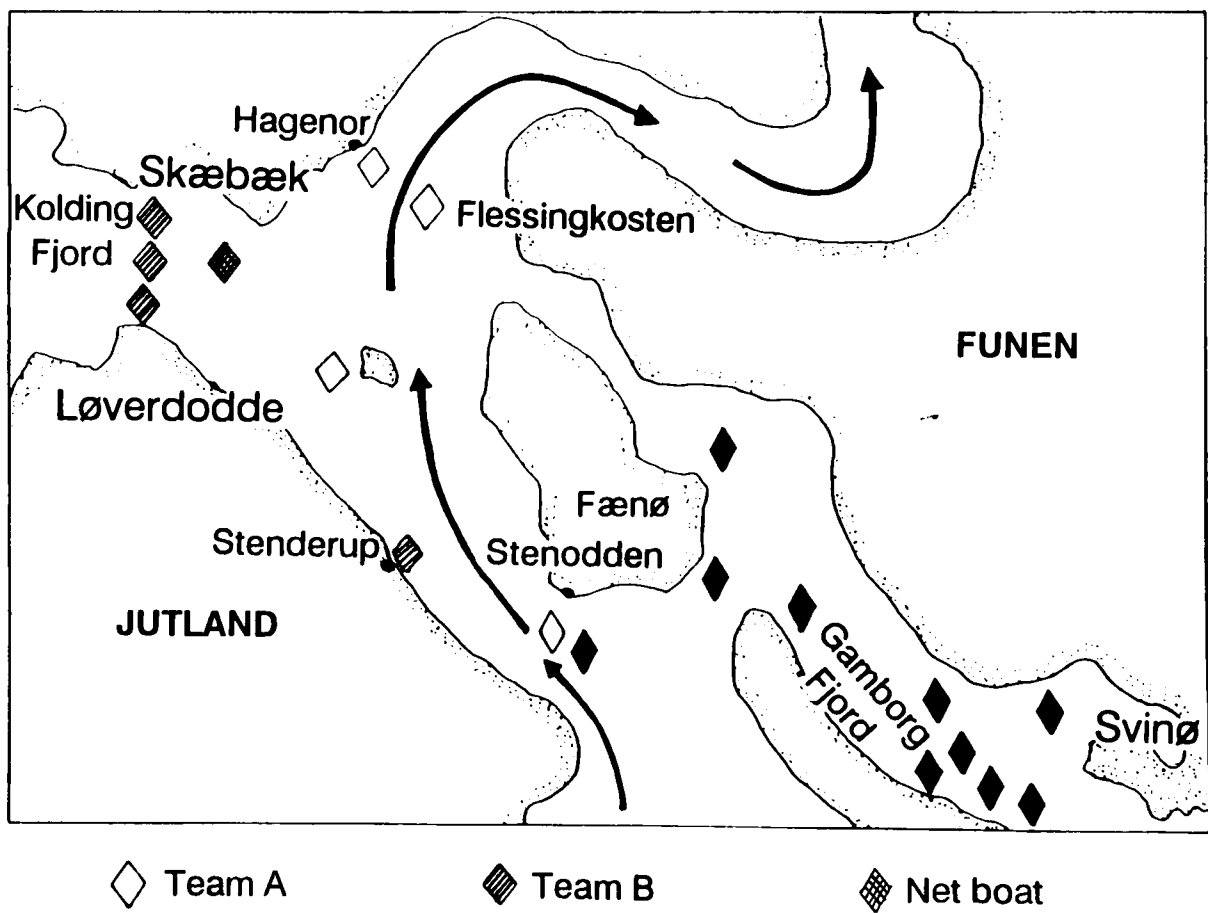 Hagenor
Skæbæk
Kolding
Fjord
Flessingkosten
FUNEN
Løverdodde
Fænø
Stenderup
Stenodden
JUTLAND
Gamborg
Fjord
Svinø
Team A
Team B
Net boat